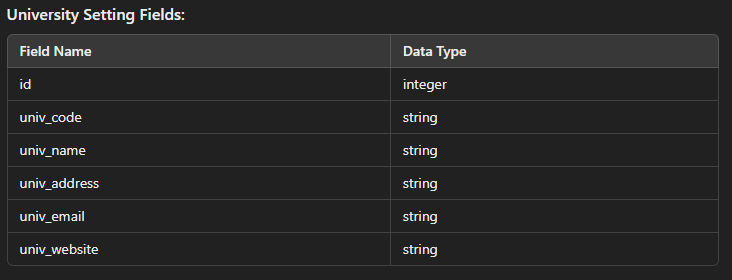 University Setting Fields:
Field Name Data Type
id integer
univ_code string
univ_name string
univ_address string
univ_email string
univ_website string